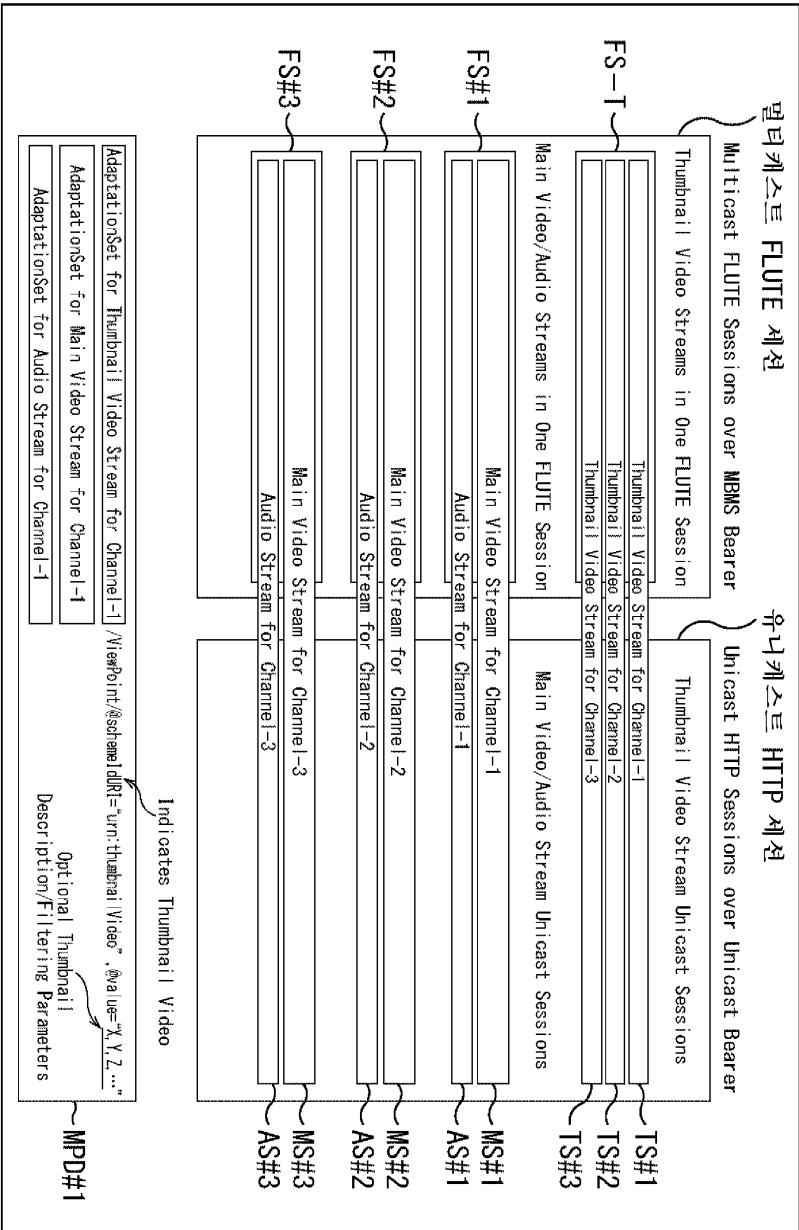 멀티캐스트 FLUTE 세션
유니캐스트 HTTP 세션
Multicast FLUTE Sessions over MBMS Bearer
Unicast HTTP Sessions over Unicast Bearer
Thumbnail Video Streams in One FLUTE Session
Thumbnail Video Stream Unicast Sessions
FS-T
Thumbnail Video Stream for Channel-1
TS#1
Thumbnail Video Stream for Channel-2
TS#2
Thumbnail Video Stream for Channel-3
TS#3
Main Video/Audio Streams in One FLUTE Session
Main Video/Audio Stream Unicast Sessions
FS#1
Main Video Stream for Channel-1
MS#1
Audio Stream for Channel-1
AS#1
FS#2
Main Video Stream for Channel-2
MS#2
Audio Stream for Channel-2
AS#2
FS#3
Main Video Stream for Channel-3
MS#3
Audio Stream for Channel-3
AS#3
Indicates Thumbnail Video
AdaptationSet for Thumbnail Video Stream for Channel-1 /ViewPoint/@schemeIdURI="urn:thumbnailVideo" ,@value="X, Y, Z, ..."
AdaptationSet for Main Video Stream for Channel-1
AdaptationSet for Audio Stream for Channel-1
Optional Thumbnail
Description/Filtering Parameters
MPD#1